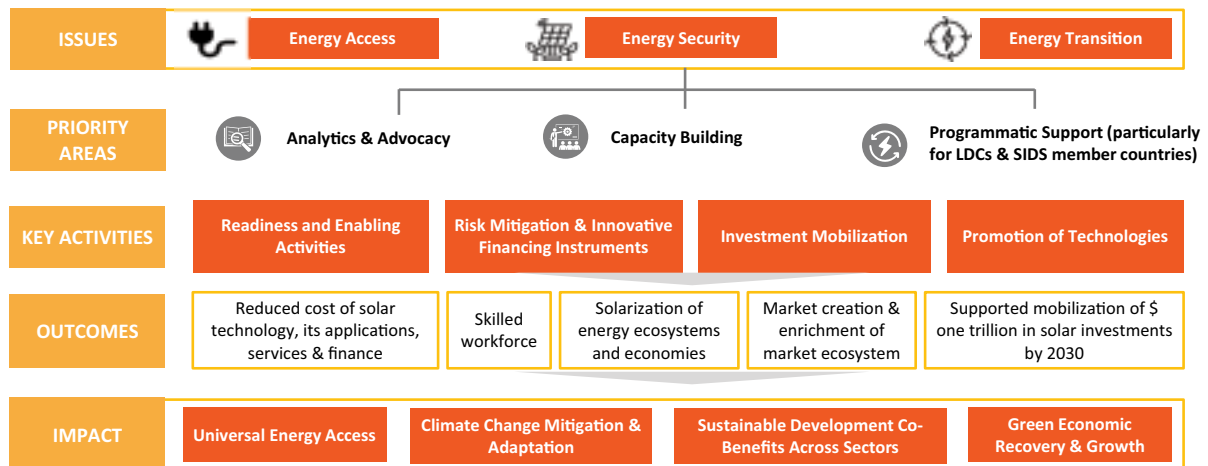 ISSUES
Energy Access
Energy Security
Energy Transition
PRIORITY
AREAS
Analytics & Advocacy
Capacity Building
Programmatic Support (particularly
for LDCs & SIDS member countries)
KEY ACTIVITIES
Readiness and Enabling
Activities
Risk Mitigation & Innovative
Financing Instruments
Investment Mobilization
Promotion of Technologies
OUTCOMES
Reduced cost of solar
technology, its applications,
services & finance
Skilled
workforce
Solarization of
energy ecosystems
and economies
Market creation &
enrichment of
market ecosystem
Supported mobilization of $
one trillion in solar investments
by 2030
IMPACT
Universal Energy Access
Climate Change Mitigation &
Adaptation
Sustainable Development Co-
Benefits Across Sectors
Green Economic
Recovery & Growth